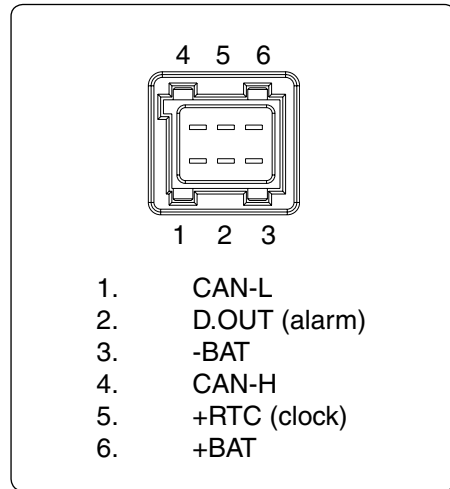 4 5 6
1 2 3
1. CAN-L
2. D.OUT (alarm)
3. -BAT
4. CAN-H
5. +RTC (clock)
6. +BAT